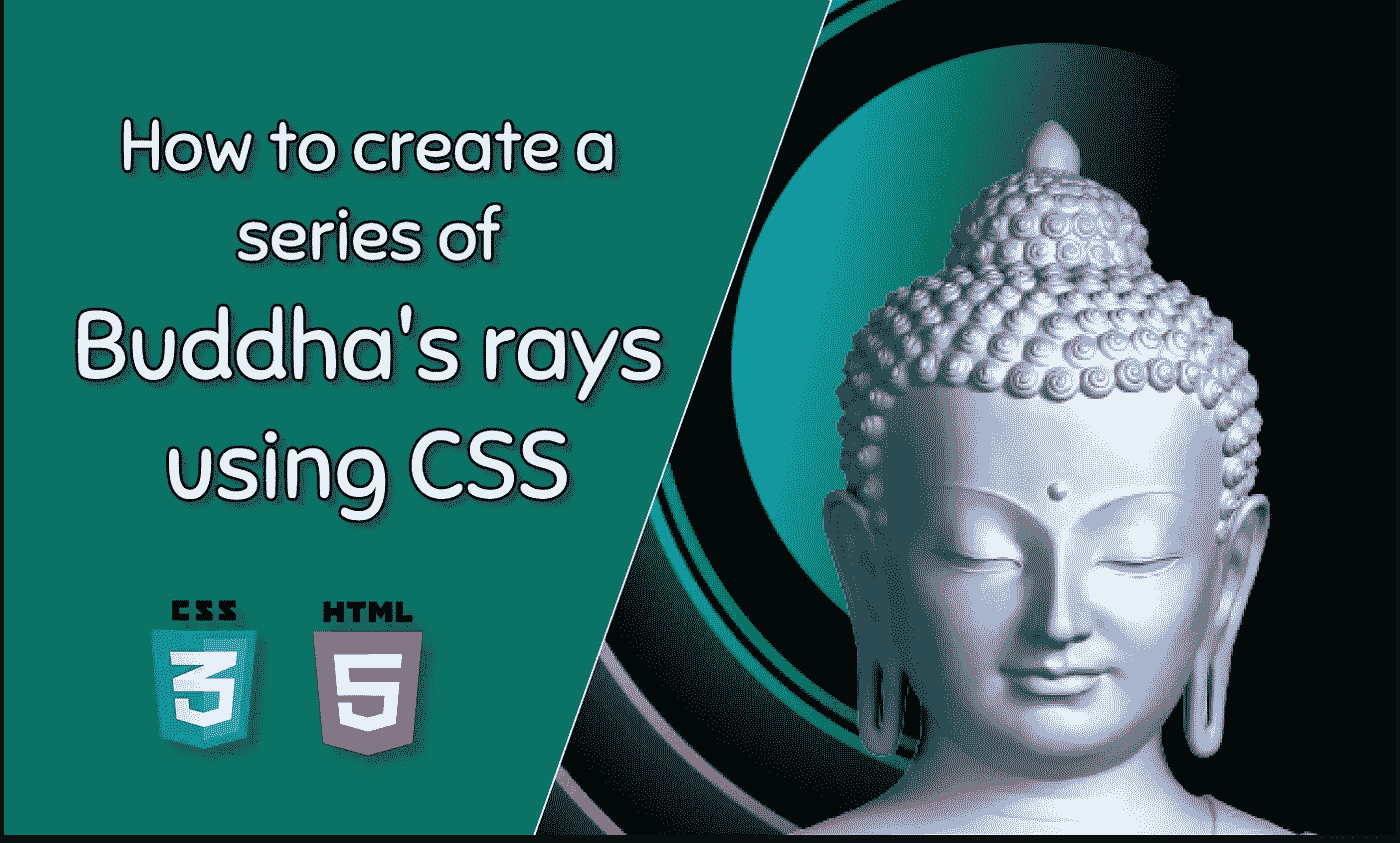 How to create a
series of
Buddha's rays
using CSS
CSS HTML
3 5